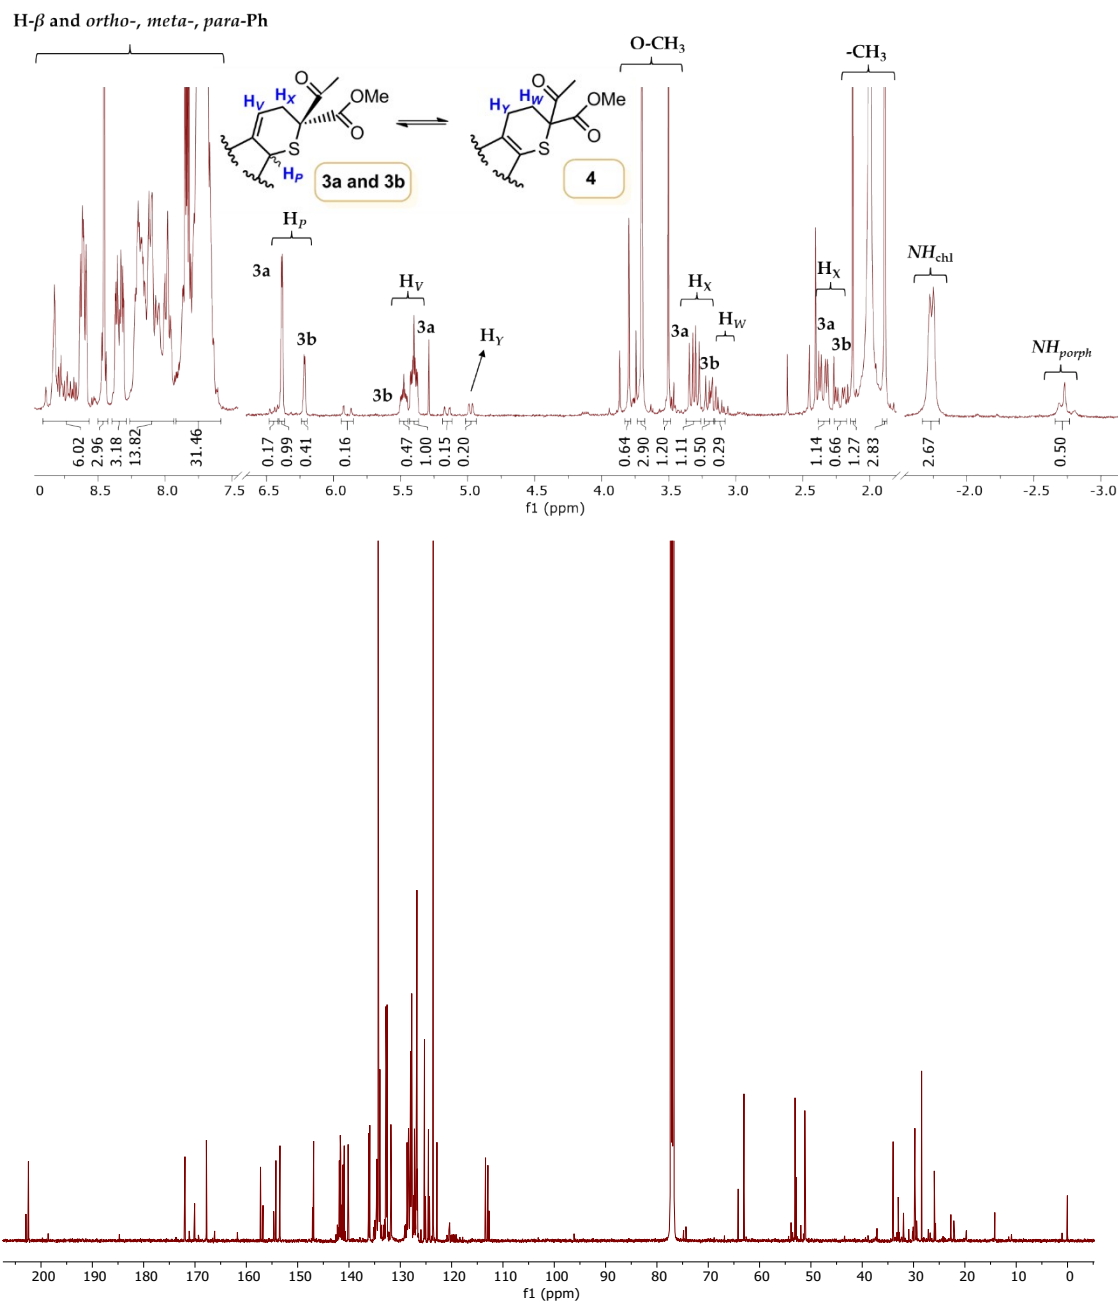 H-β and ortho-, meta-, para-Ph
O-CH3
-CH3
O
HX
HV
OMe
O
S
HP
3a and 3b
O
HW
HY
OMe
O
S
4
HP
3a
3b
HV
3a
3b
HY
HX
3a
HW
3b
HX
3a
3b
NHchl
NHporph
6.02
2.96
3.18
13.82
31.46
0.17
0.99
0.41
0.16
0.47
1.00
0.15
0.20
0.64
2.90
1.20
1.11
0.50
0.29
1.14
0.66
1.27
2.83
2.67
0.50
0 8.5 8.0 7.5 6.5 6.0 5.5 5.0 4.5 4.0 3.5 3.0 2.5 2.0 -2.0 -2.5 -3.0
f1 (ppm)
200 190 180 170 160 150 140 130 120 110 100 90 80 70 60 50 40 30 20 10 0
f1 (ppm)